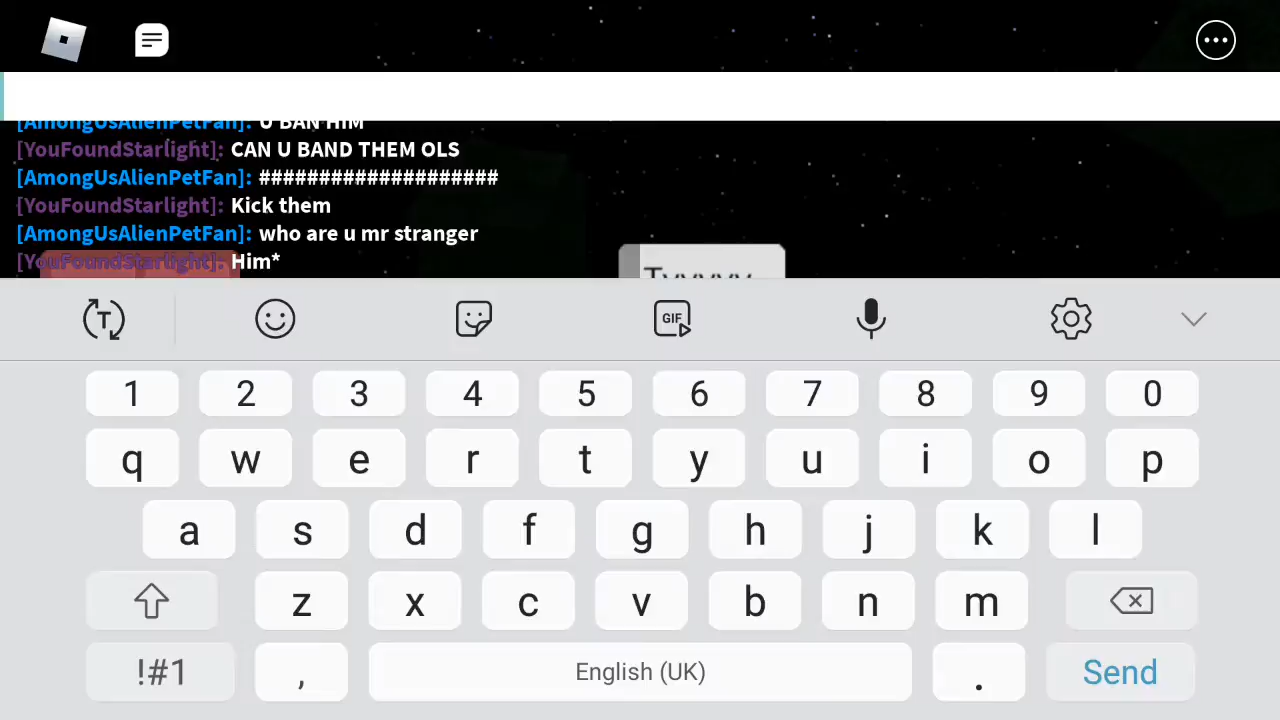 [AmongUsAlienPetFan]: U BAN HIM
[YouFoundStarlight]: CAN U BAND THEM OLS
[AmongUsAlienPetFan]: ####################
[YouFoundStarlight]: Kick them
[AmongUsAlienPetFan]: who are u mr stranger
[YouFoundStarlight]: Him*
T
GIF
1 2 3 4 5 6 7 8 9 0
q w e r t y u i o p
a s d f g h j k l
z x c v b n m
!#1 , English (UK) . Send